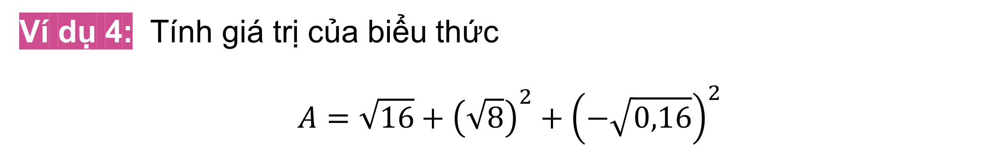 Ví dụ 4: Tính giá trị của biểu thức
A = √16 + (√8)² + (−√0,16)²